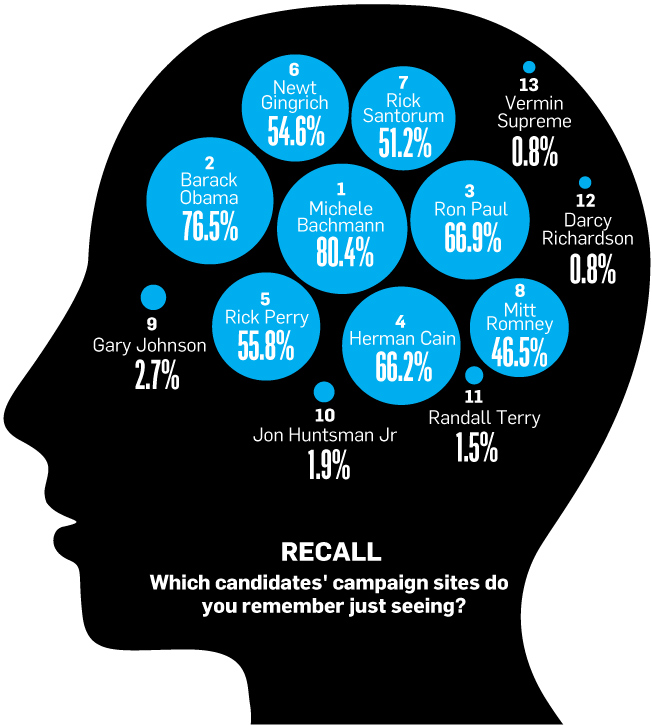 6
Newt
Gingrich
54.6%
7
Rick
Santorum
51.2%
13
Vermin
Supreme
0.8%
2
Barack
Obama
76.5%
1
Michele
Bachmann
80.4%
3
Ron Paul
66.9%
12
Darcy
Richardson
0.8%
9
Gary Johnson
2.7%
5
Rick Perry
55.8%
4
Herman Cain
66.2%
8
Mitt
Romney
46.5%
10
Jon Huntsman Jr
1.9%
11
Randall Terry
1.5%
RECALL
Which candidates' campaign sites do
you remember just seeing?